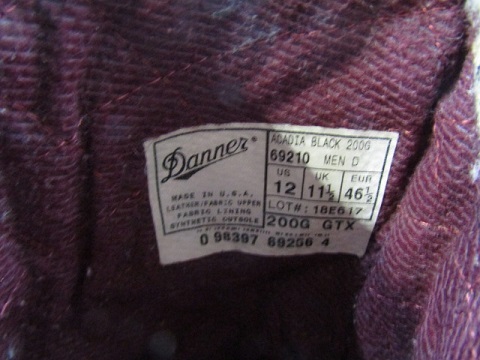 Danner
ACADIA BLACK 200G
69210 MEN D
US UK EUR
12 11½ 46½
LOT#: 18E617
200G GTX
MADE IN U.S.A.
LEATHER/FABRIC UPPER
FABRIC LINING
SYNTHETIC OUTSOLE
0 98397 69206 4